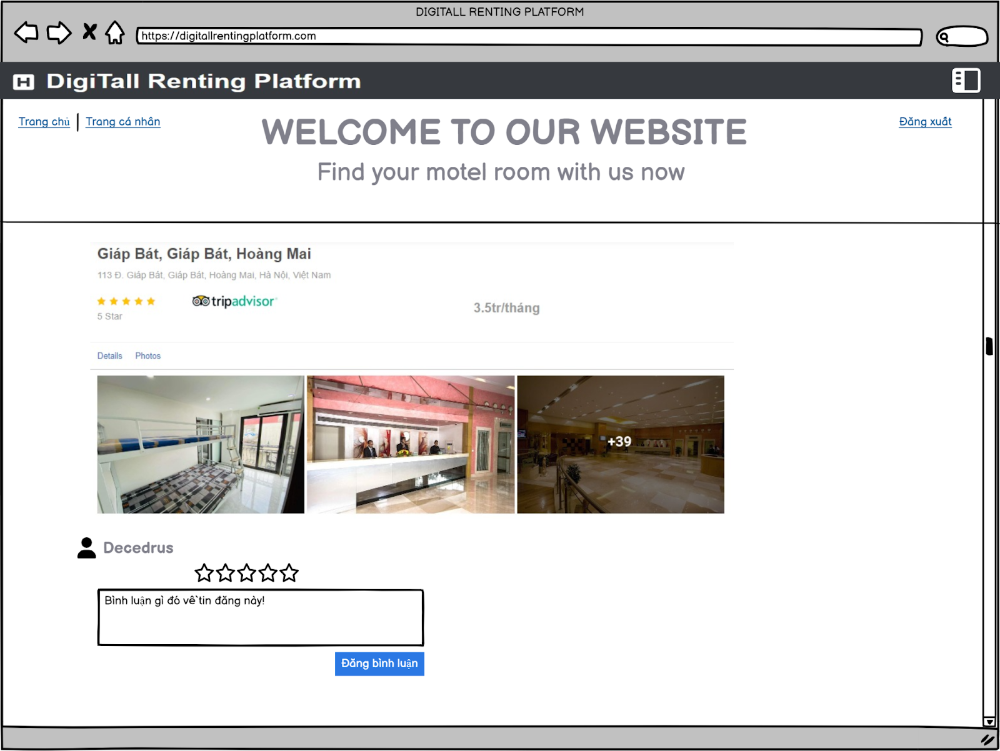 DIGITALL RENTING PLATFORM
https://digitallrentingplatform.com
H DigiTall Renting Platform
Trang chủ | Trang cá nhân
WELCOME TO OUR WEBSITE
Đăng xuất
Find your motel room with us now
Giáp Bát, Giáp Bát, Hoàng Mai
113 Đ. Giáp Bát, Giáp Bát, Hoàng Mai, Hà Nội, Việt Nam
tripadvisor
3.5tr/tháng
5 Star
Details Photos
+39
Decedrus
Bình luận gì đó về tin đăng này!
Đăng bình luận